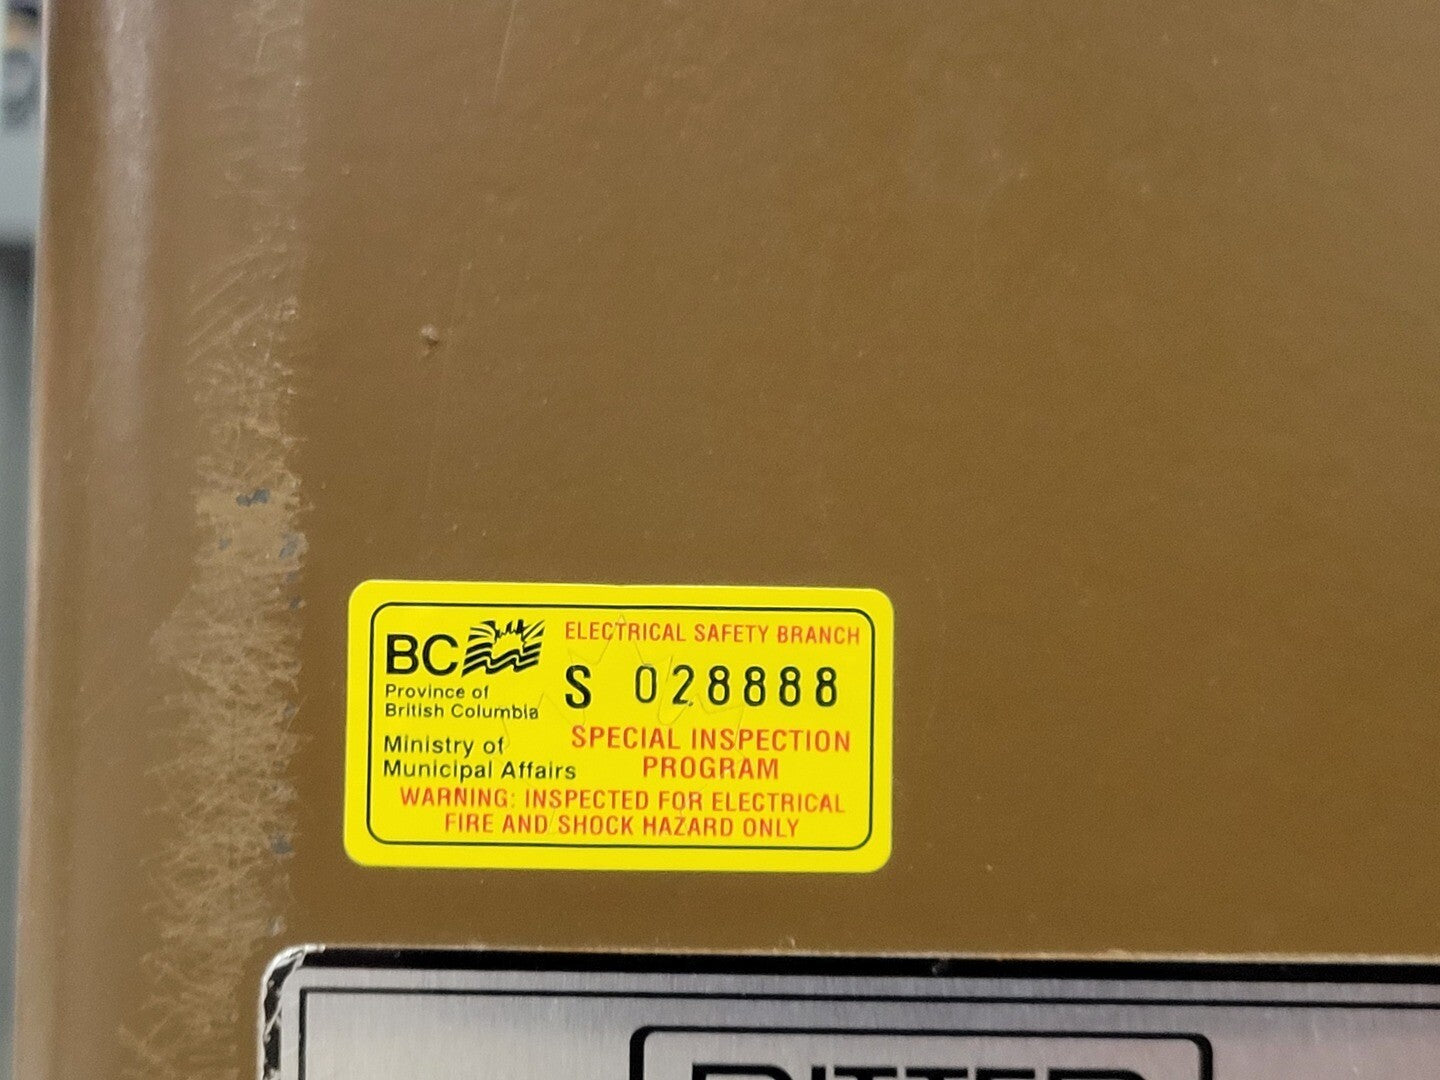 BC
Province of
British Columbia
Ministry of
Municipal Affairs
ELECTRICAL SAFETY BRANCH
S 028888
SPECIAL INSPECTION
PROGRAM
WARNING: INSPECTED FOR ELECTRICAL
FIRE AND SHOCK HAZARD ONLY
RITTER